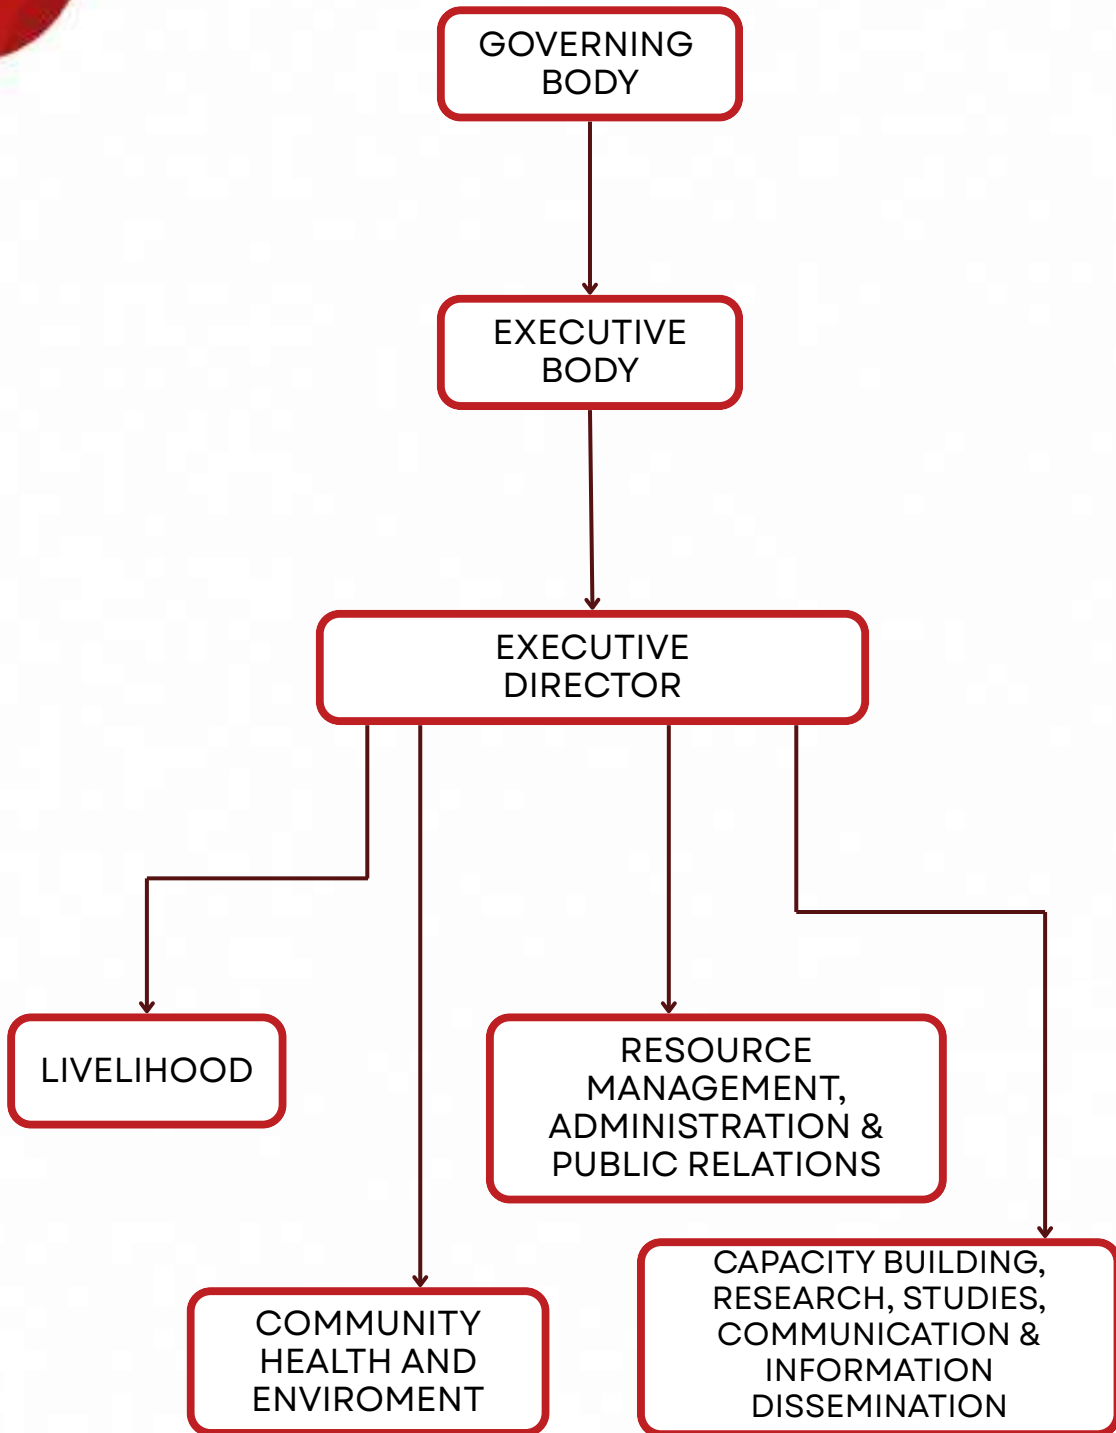 GOVERNING
BODY
EXECUTIVE
BODY
EXECUTIVE
DIRECTOR
LIVELIHOOD
RESOURCE
MANAGEMENT,
ADMINISTRATION &
PUBLIC RELATIONS
COMMUNITY
HEALTH AND
ENVIROMENT
CAPACITY BUILDING,
RESEARCH, STUDIES,
COMMUNICATION &
INFORMATION
DISSEMINATION